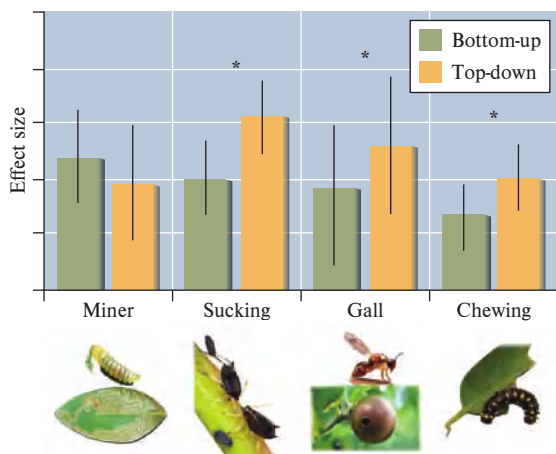 Bottom-up
Top-down
Effect size
*
*
*
Miner
Sucking
Gall
Chewing